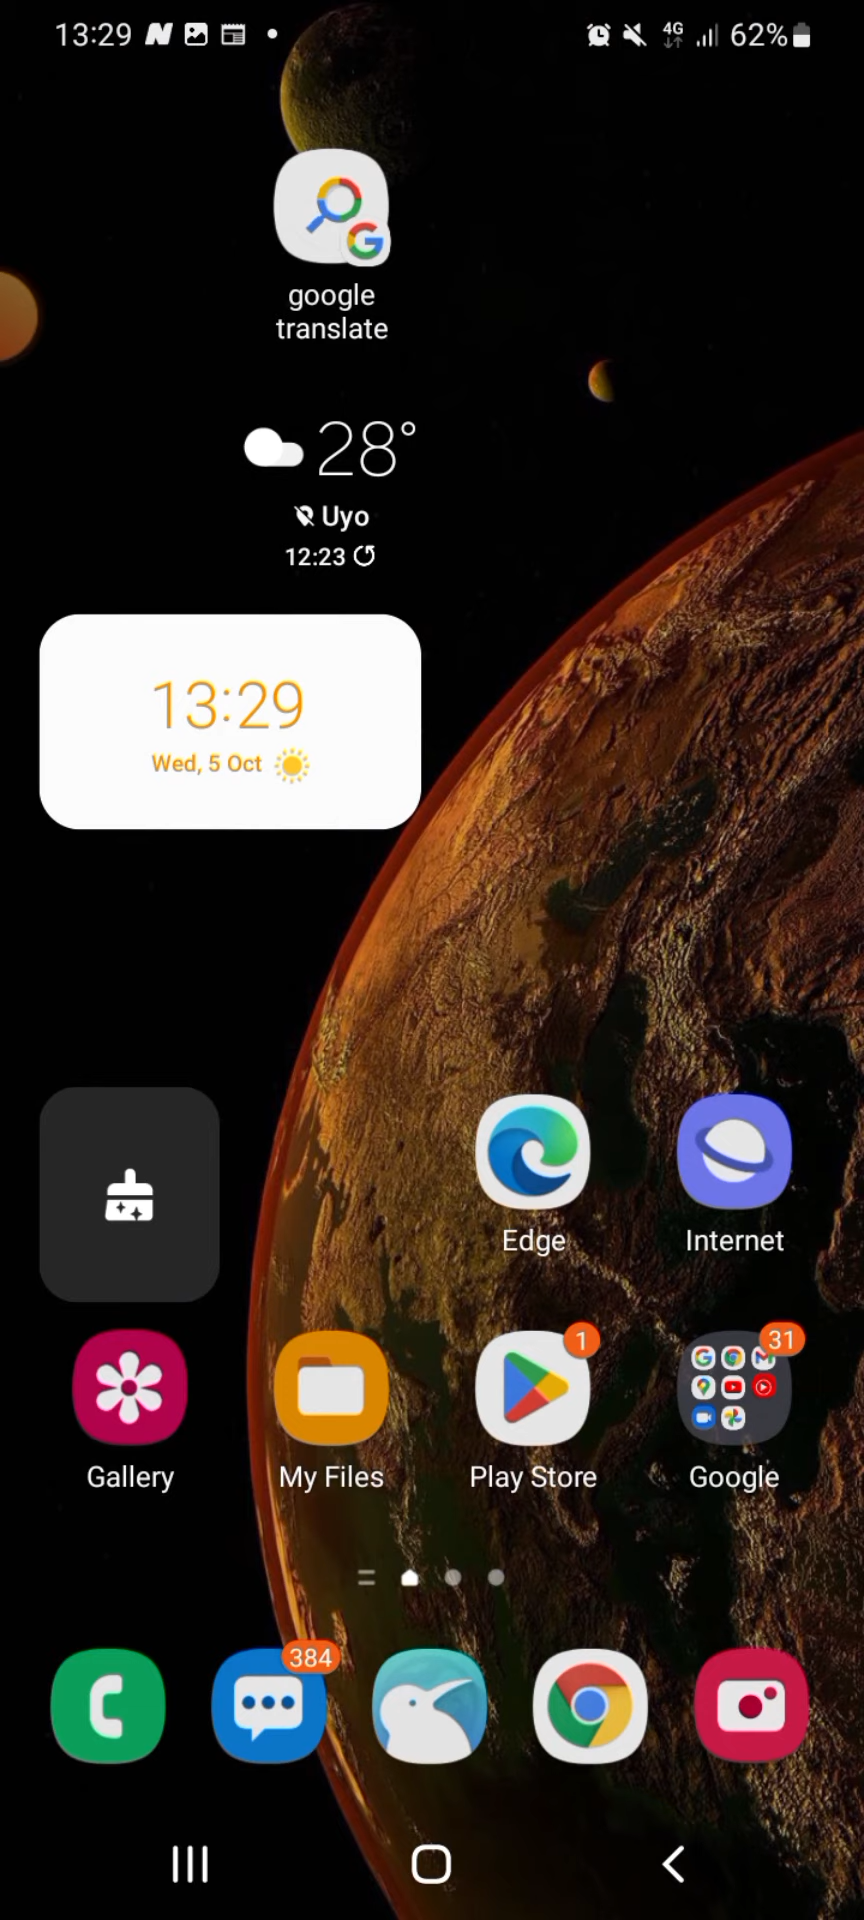 13:29
4G
62%
google
translate
28°
Uyo
12:23
13:29
Wed, 5 Oct
Edge
Internet
1
31
Gallery
My Files
Play Store
Google
384